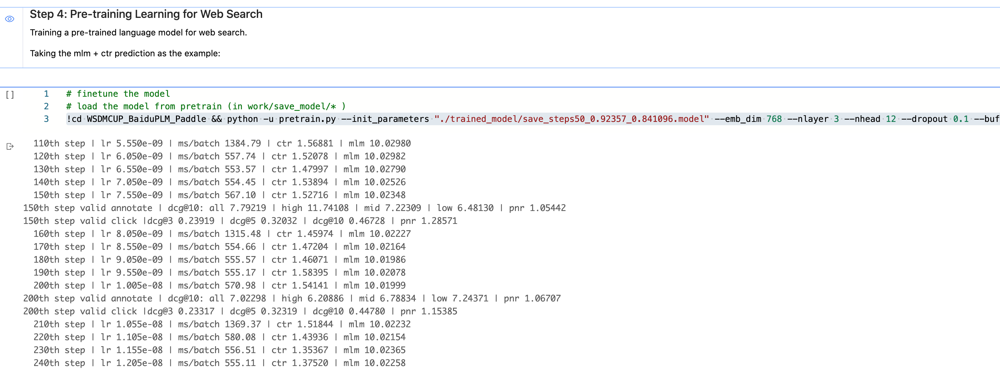 Step 4: Pre-training Learning for Web Search
Training a pre-trained language model for web search.
Taking the mlm + ctr prediction as the example:
[ ]
1 # finetune the model
2 # load the model from pretrain (in work/save_model/* )
3 !cd WSDMCUP_BaiduPLM_Paddle && python -u pretrain.py --init_parameters "./trained_model/save_steps50_0.92357_0.841096.model" --emb_dim 768 --nlayer 3 --nhead 12 --dropout 0.1 --buf
110th step | lr 5.550e-09 | ms/batch 1384.79 | ctr 1.56881 | mlm 10.02980
120th step | lr 6.050e-09 | ms/batch 557.74 | ctr 1.52078 | mlm 10.02982
130th step | lr 6.550e-09 | ms/batch 553.57 | ctr 1.47997 | mlm 10.02790
140th step | lr 7.050e-09 | ms/batch 554.45 | ctr 1.53894 | mlm 10.02526
150th step | lr 7.550e-09 | ms/batch 567.10 | ctr 1.52716 | mlm 10.02348
150th step valid annotate | dcg@10: all 7.79219 | high 11.74108 | mid 7.22309 | low 6.48130 | pnr 1.05442
150th step valid click |dcg@3 0.23919 | dcg@5 0.32032 | dcg@10 0.46728 | pnr 1.28571
160th step | lr 8.050e-09 | ms/batch 1315.48 | ctr 1.45974 | mlm 10.02227
170th step | lr 8.550e-09 | ms/batch 554.66 | ctr 1.47204 | mlm 10.02164
180th step | lr 9.050e-09 | ms/batch 555.57 | ctr 1.46071 | mlm 10.01986
190th step | lr 9.550e-09 | ms/batch 555.17 | ctr 1.58395 | mlm 10.02078
200th step | lr 1.005e-08 | ms/batch 570.98 | ctr 1.54141 | mlm 10.01999
200th step valid annotate | dcg@10: all 7.02298 | high 6.20886 | mid 6.78834 | low 7.24371 | pnr 1.06707
200th step valid click |dcg@3 0.23317 | dcg@5 0.32319 | dcg@10 0.44780 | pnr 1.15385
210th step | lr 1.055e-08 | ms/batch 1369.37 | ctr 1.51844 | mlm 10.02232
220th step | lr 1.105e-08 | ms/batch 580.08 | ctr 1.43936 | mlm 10.02154
230th step | lr 1.155e-08 | ms/batch 556.51 | ctr 1.35367 | mlm 10.02365
240th step | lr 1.205e-08 | ms/batch 555.11 | ctr 1.37520 | mlm 10.02258